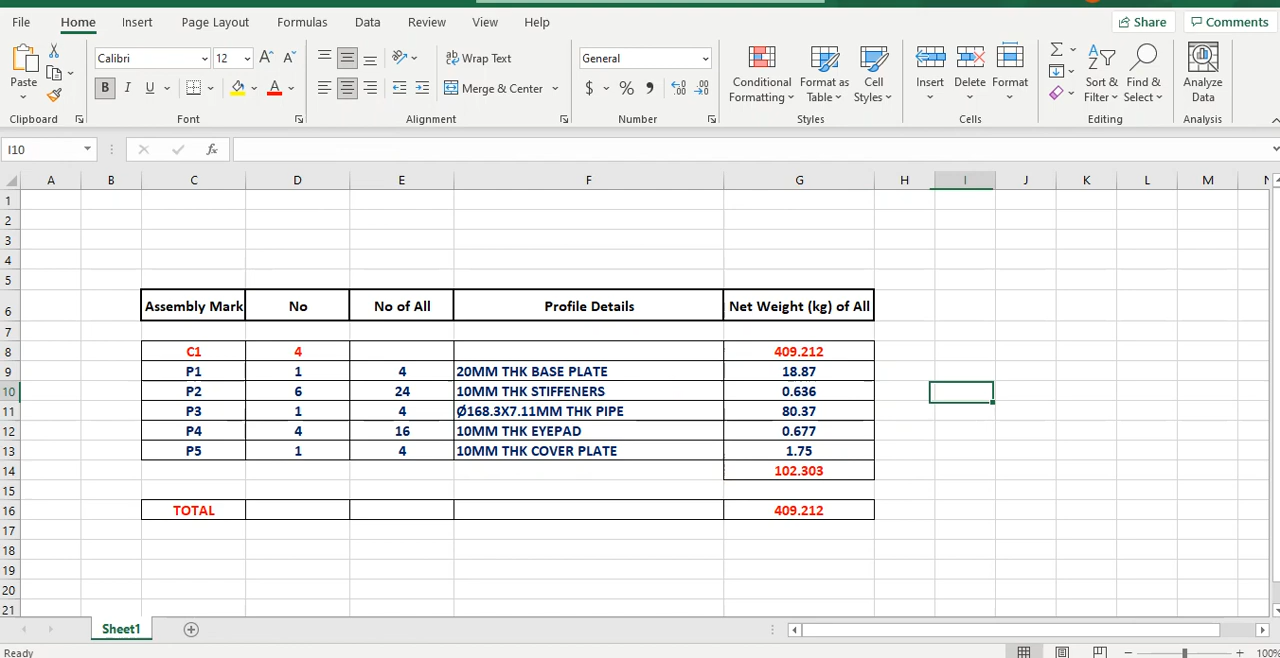 File Home Insert Page Layout Formulas Data Review View Help Share Comments
Calibri 12 A A Wrap Text General
Paste B I U A Merge & Center $ % Conditional Formatting Format as Table Cell Styles Insert Delete Format Sort & Filter Find & Select Analyze Data
Clipboard Font Alignment Number Styles Cells Editing Analysis
I10 fx
A B C D E F G H I J K L M N
1
2
3
4
5
6 Assembly Mark No No of All Profile Details Net Weight (kg) of All
7
8 C1 4 409.212
9 P1 1 4 20MM THK BASE PLATE 18.87
10 P2 6 24 10MM THK STIFFENERS 0.636
11 P3 1 4 Ø168.3X7.11MM THK PIPE 80.37
12 P4 4 16 10MM THK EYEPAD 0.677
13 P5 1 4 10MM THK COVER PLATE 1.75
14 102.303
15
16 TOTAL 409.212
17
18
19
20
21
Sheet1
Ready 100%